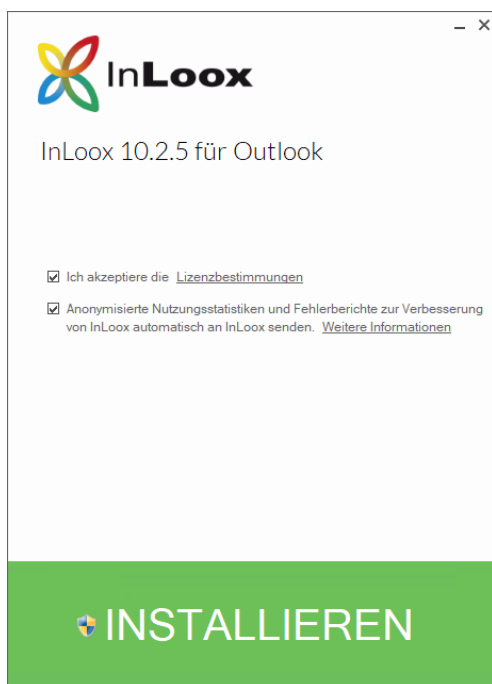 InLoox
InLoox 10.2.5 für Outlook
Ich akzeptiere die Lizenzbestimmungen
Anonymisierte Nutzungsstatistiken und Fehlerberichte zur Verbesserung
von InLoox automatisch an InLoox senden. Weitere Informationen
INSTALLIEREN